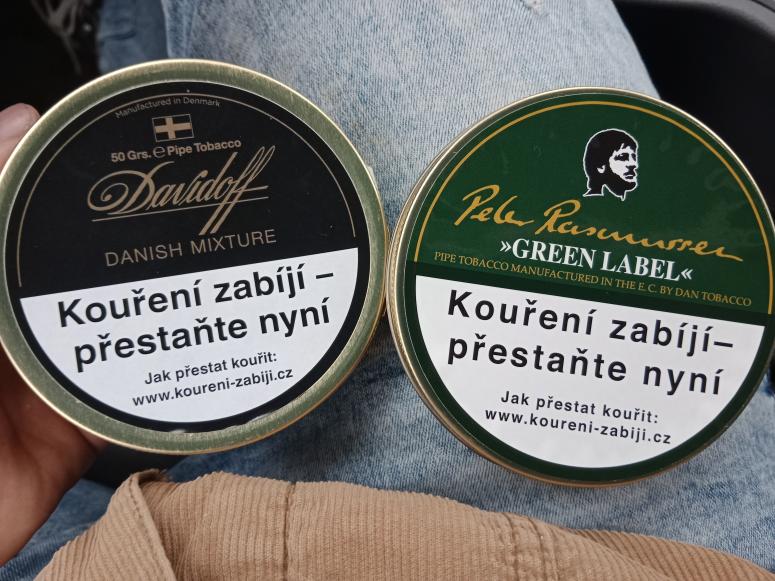 Manufactured in Denmark
50 Grs. ℮ Pipe Tobacco
Davidoff
DANISH MIXTURE
Kouření zabíjí –
přestaňte nyní
Jak přestat kouřit:
www.koureni-zabiji.cz
Peter Rasmussen
»GREEN LABEL«
PIPE TOBACCO MANUFACTURED IN THE E.C. BY DAN TOBACCO
Kouření zabíjí–
přestaňte nyní
Jak přestat kouřit:
www.koureni-zabiji.cz